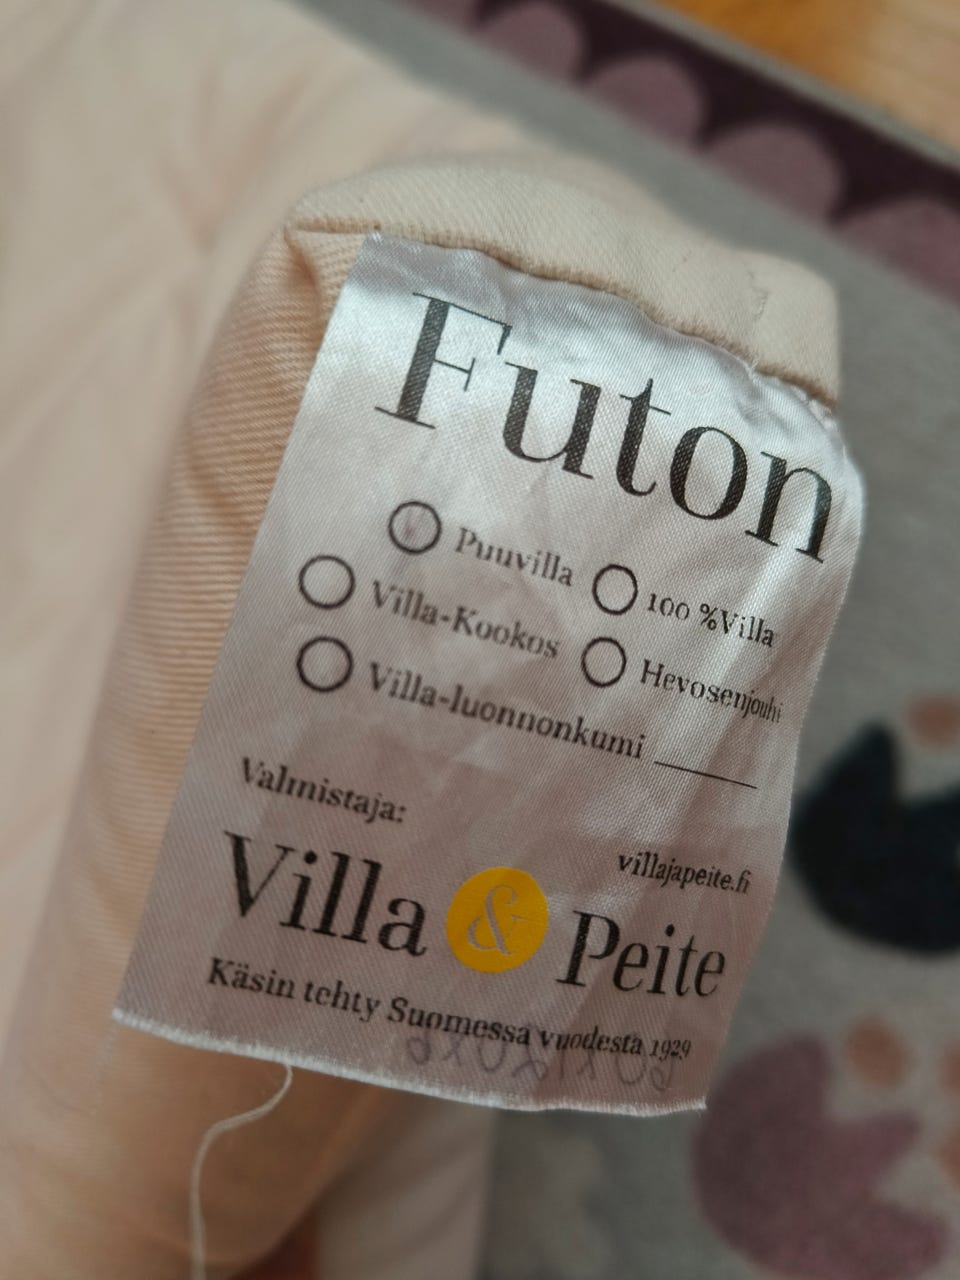 Futon
Puuvilla
100 % Villa
Villa-Kookos
Hevosenjouhi
Villa-luonnonkumi
Valmistaja:
villajapeite.fi
Villa & Peite
Käsin tehty Suomessa vuodesta 1929